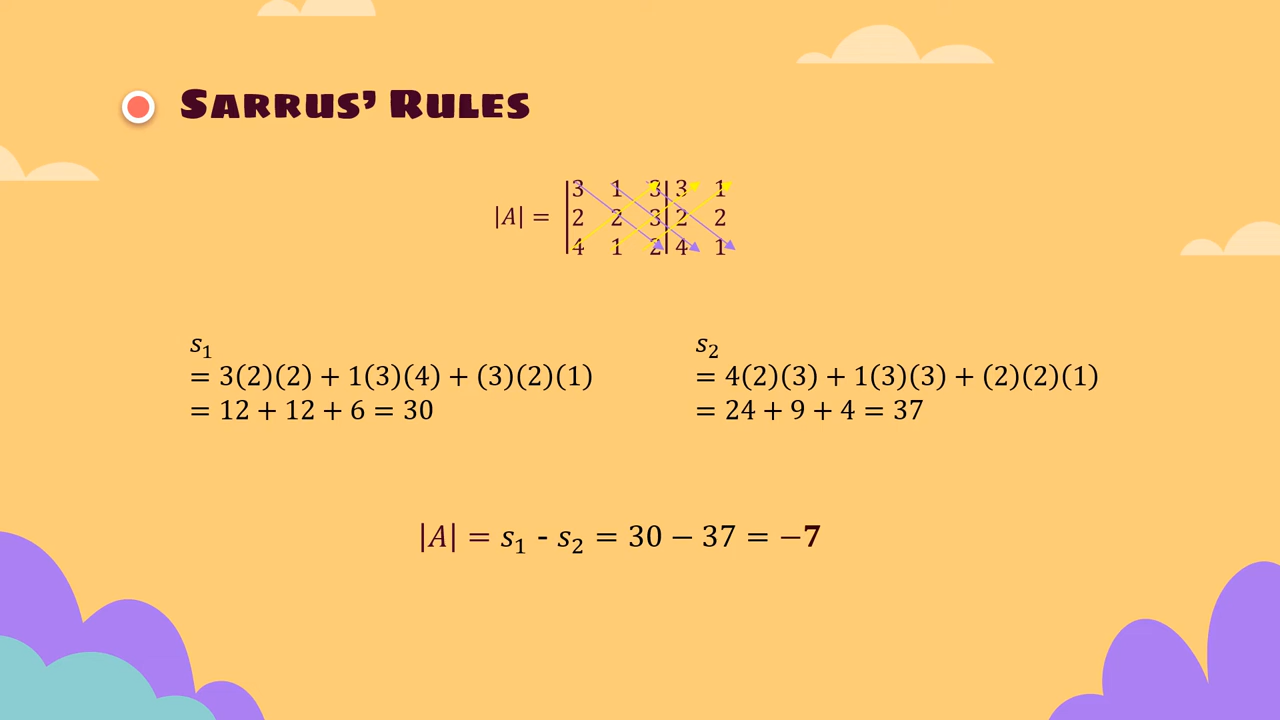 SARRUS' RULES
3 1 3 3 1
|A| = 2 2 3 2 2
4 1 2 4 1
s₁
= 3(2)(2) + 1(3)(4) + (3)(2)(1)
= 12 + 12 + 6 = 30
s₂
= 4(2)(3) + 1(3)(3) + (2)(2)(1)
= 24 + 9 + 4 = 37
|A| = s₁ - s₂ = 30 − 37 = −7